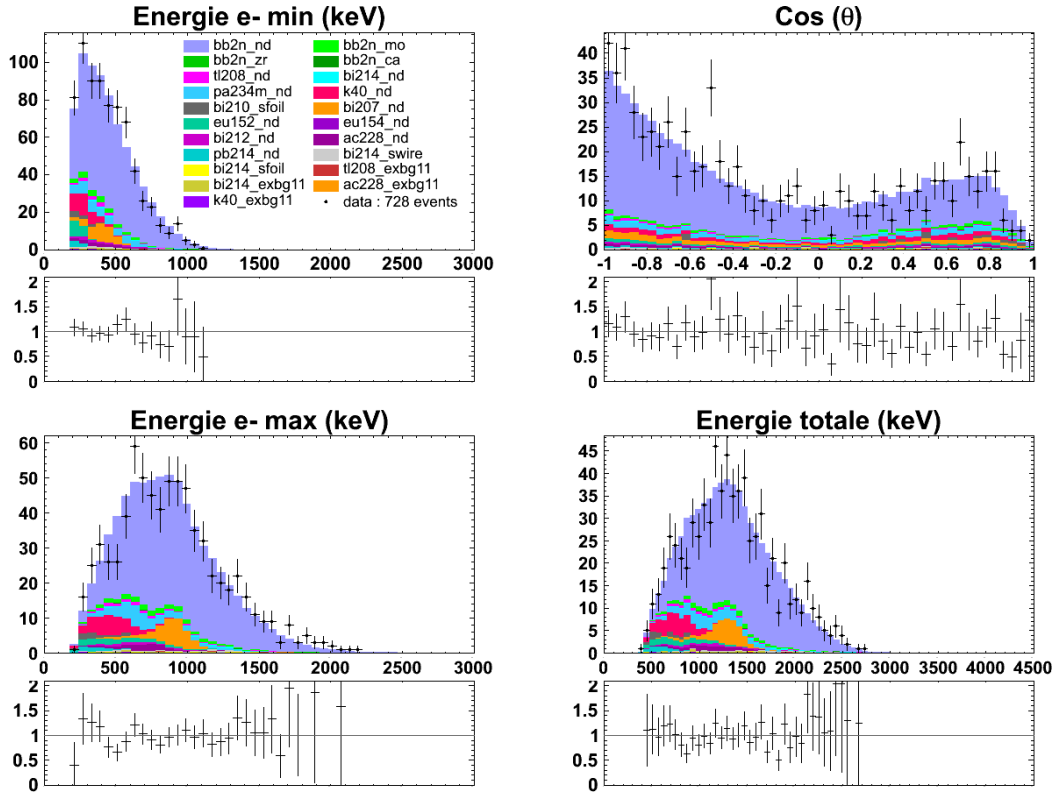 Energie e- min (keV)
100
80
60
40
20
0
bb2n_nd bb2n_mo
bb2n_zr bb2n_ca
tl208_nd bi214_nd
pa234m_nd k40_nd
bi210_sfoil bi207_nd
eu152_nd eu154_nd
bi212_nd ac228_nd
pb214_nd bi214_swire
bi214_sfoil tl208_exbg11
bi214_exbg11 ac228_exbg11
k40_exbg11 data : 728 events
0 500 1000 1500 2000 2500 3000
2
1.5
1
0.5
0
Cos (θ)
40
35
30
25
20
15
10
5
0
-1 -0.8 -0.6 -0.4 -0.2 0 0.2 0.4 0.6 0.8 1
2
1.5
1
0.5
0
Energie e- max (keV)
60
50
40
30
20
10
0
0 500 1000 1500 2000 2500 3000
2
1.5
1
0.5
0
Energie totale (keV)
45
40
35
30
25
20
15
10
5
0
0 500 1000 1500 2000 2500 3000 3500 4000 4500
2
1.5
1
0.5
0